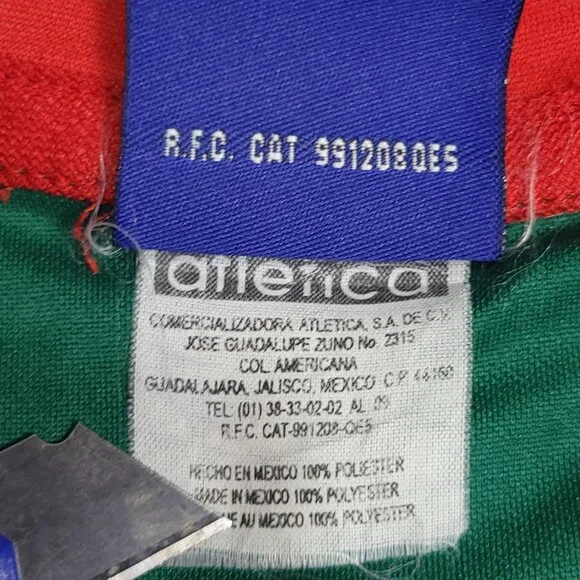 R.F.C. CAT 991208QE5
atletica
COMERCIALIZADORA ATLETICA, S.A. DE C.V.
JOSE GUADALUPE ZUNO No. 2315
COL. AMERICANA
GUADALAJARA, JALISCO, MEXICO C.P. 44160
TEL. (01) 38-33-02-02 AL 09
R.F.C. CAT-991208-QE5
HECHO EN MEXICO 100% POLIESTER
MADE IN MEXICO 100% POLYESTER
AU MEXICO 100% POLYESTER